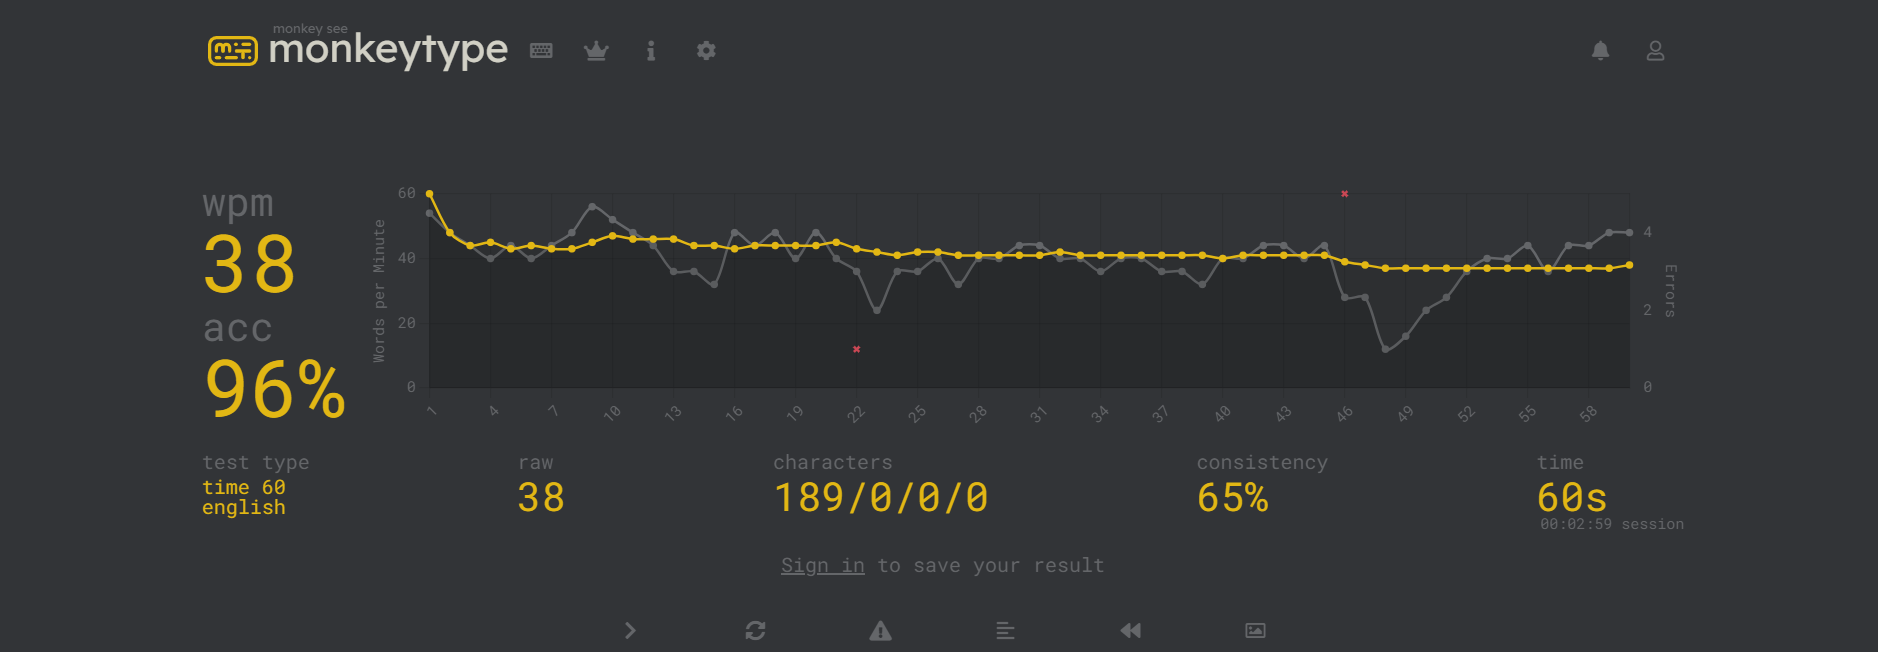 monkey see
monkeytype
wpm
38
acc
96%
Words per Minute
60
40
20
0
1 4 7 10 13 16 19 22 25 28 31 34 37 40 43 46 49 52 55 58
4
2
0
Errors
test type
time 60
english
raw
38
characters
189/0/0/0
consistency
65%
time
60s
00:02:59 session
Sign in to save your result